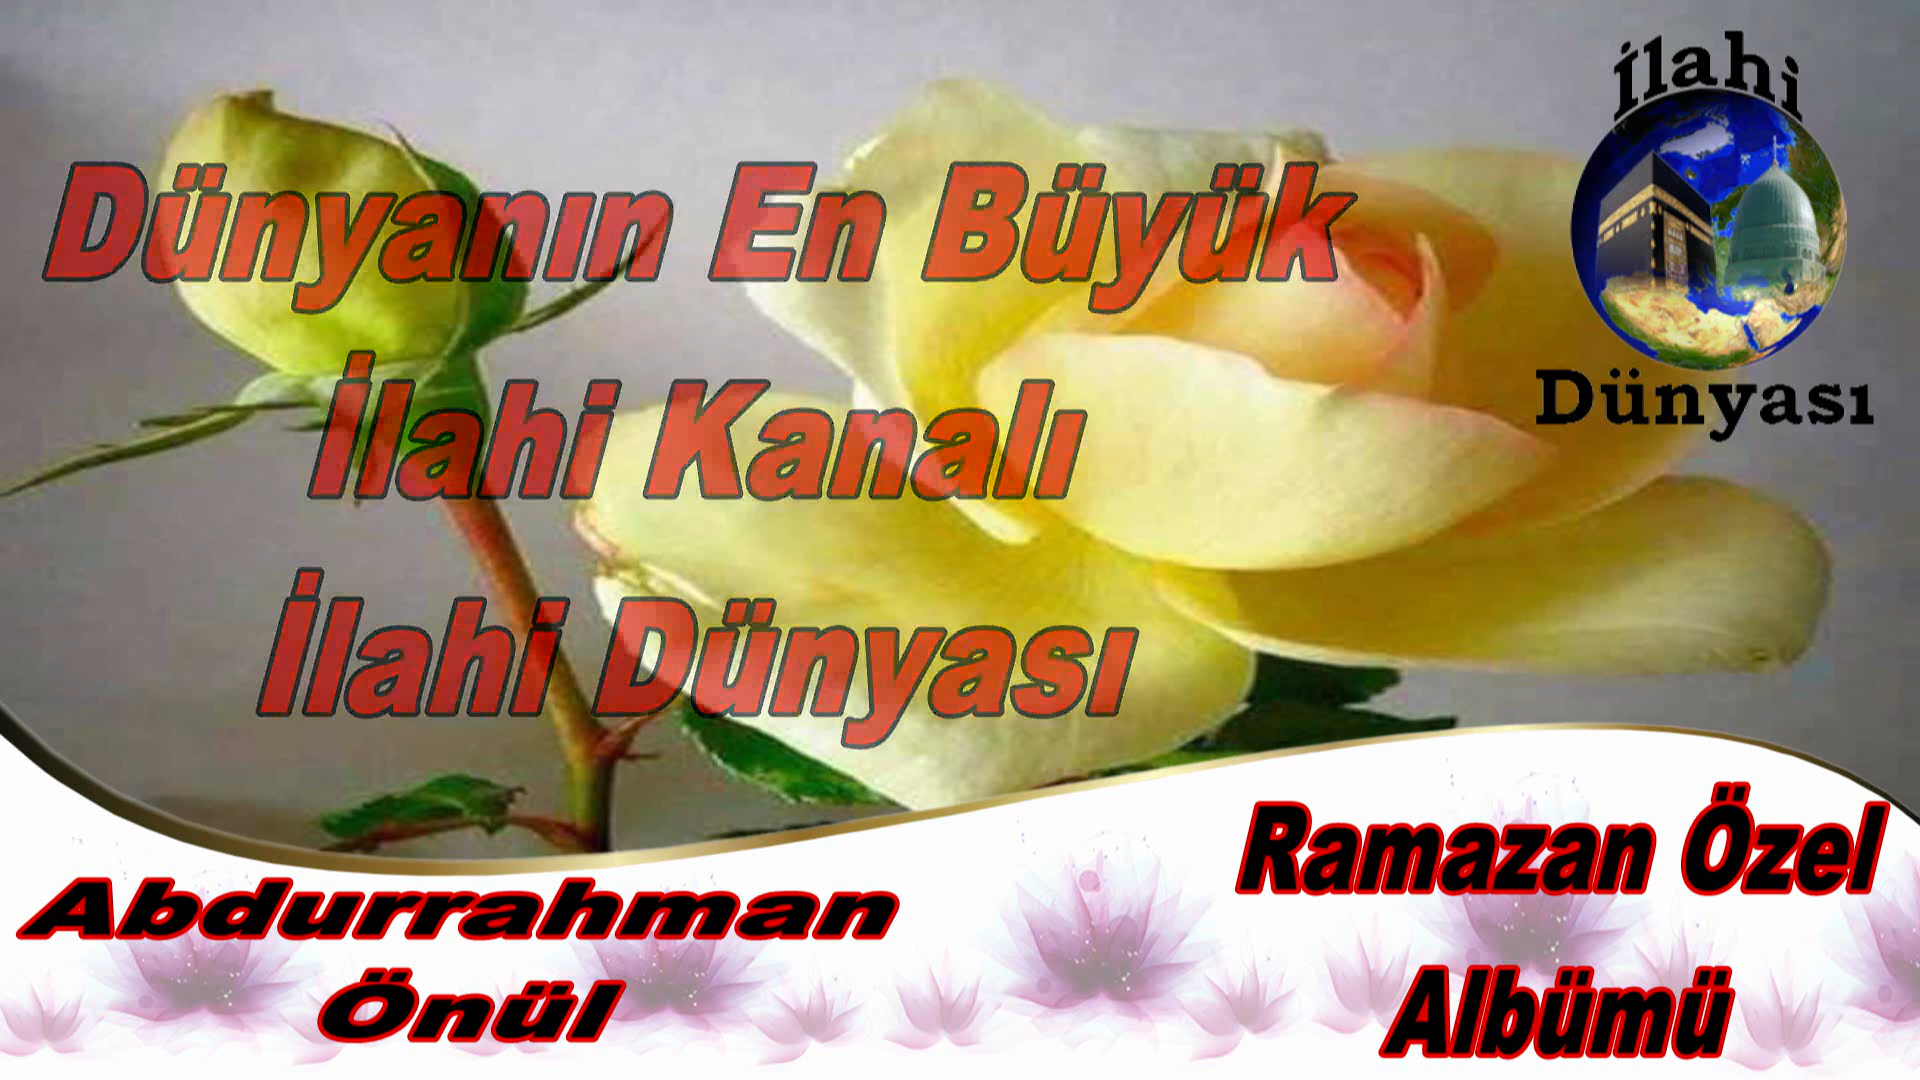 İlahi
Dünyası
Dünyanın En Büyük
İlahi Kanalı
İlahi Dünyası
Abdurrahman
Önül
Ramazan Özel
Albümü